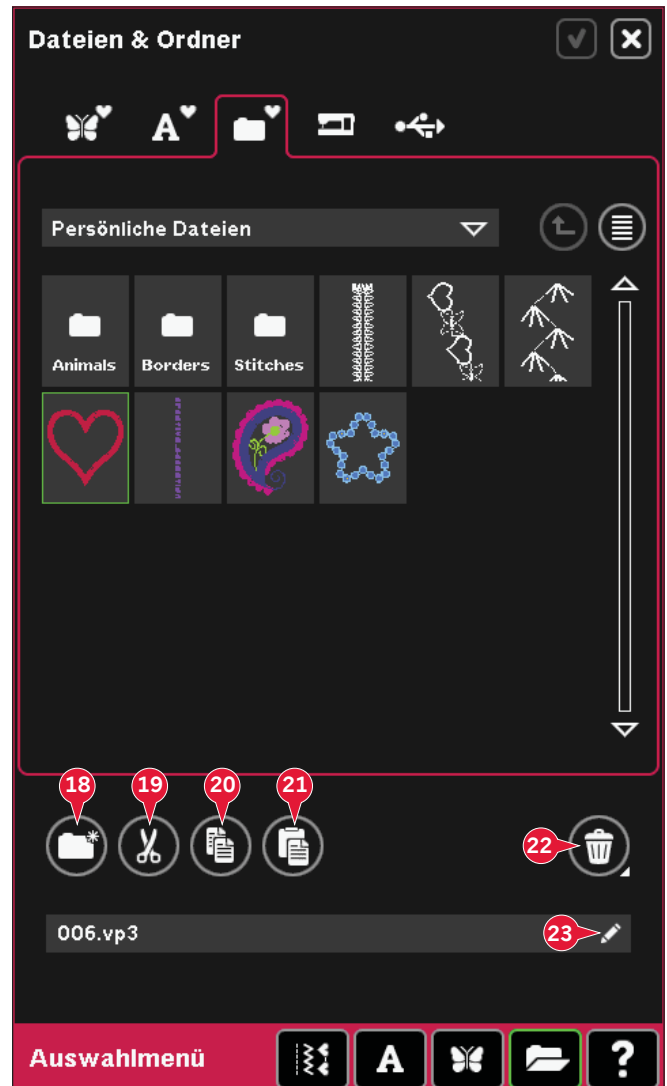 Dateien & Ordner
A
Persönliche Dateien
Animals Borders Stitches
18 19 20 21
22
006.vp3 23
Auswahlmenü A ?